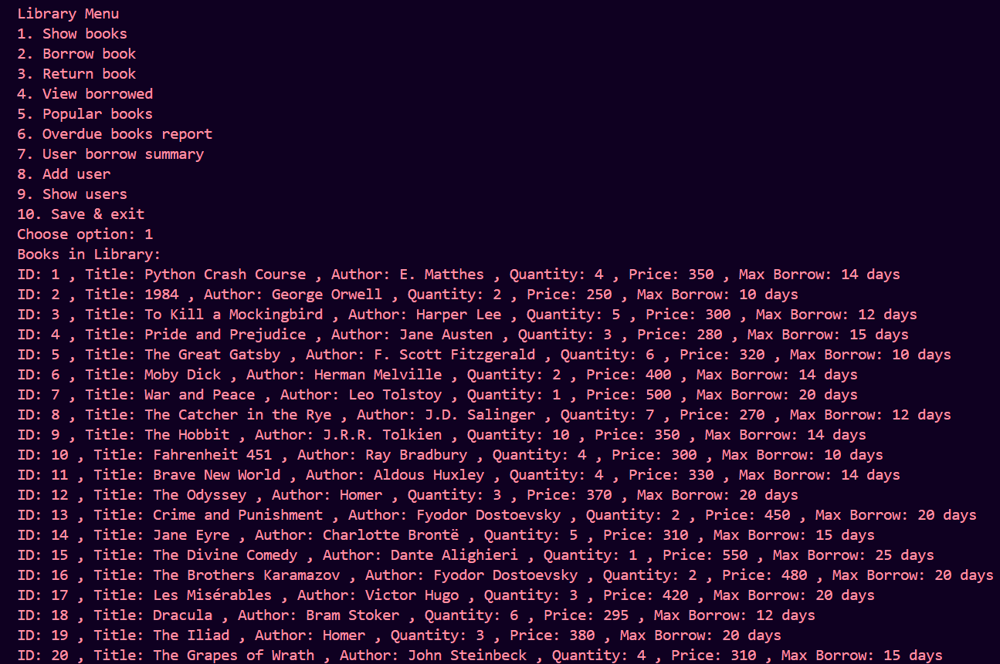 Library Menu
1. Show books
2. Borrow book
3. Return book
4. View borrowed
5. Popular books
6. Overdue books report
7. User borrow summary
8. Add user
9. Show users
10. Save & exit
Choose option: 1
Books in Library:
ID: 1 , Title: Python Crash Course , Author: E. Matthes , Quantity: 4 , Price: 350 , Max Borrow: 14 days
ID: 2 , Title: 1984 , Author: George Orwell , Quantity: 2 , Price: 250 , Max Borrow: 10 days
ID: 3 , Title: To Kill a Mockingbird , Author: Harper Lee , Quantity: 5 , Price: 300 , Max Borrow: 12 days
ID: 4 , Title: Pride and Prejudice , Author: Jane Austen , Quantity: 3 , Price: 280 , Max Borrow: 15 days
ID: 5 , Title: The Great Gatsby , Author: F. Scott Fitzgerald , Quantity: 6 , Price: 320 , Max Borrow: 10 days
ID: 6 , Title: Moby Dick , Author: Herman Melville , Quantity: 2 , Price: 400 , Max Borrow: 14 days
ID: 7 , Title: War and Peace , Author: Leo Tolstoy , Quantity: 1 , Price: 500 , Max Borrow: 20 days
ID: 8 , Title: The Catcher in the Rye , Author: J.D. Salinger , Quantity: 7 , Price: 270 , Max Borrow: 12 days
ID: 9 , Title: The Hobbit , Author: J.R.R. Tolkien , Quantity: 10 , Price: 350 , Max Borrow: 14 days
ID: 10 , Title: Fahrenheit 451 , Author: Ray Bradbury , Quantity: 4 , Price: 300 , Max Borrow: 10 days
ID: 11 , Title: Brave New World , Author: Aldous Huxley , Quantity: 4 , Price: 330 , Max Borrow: 14 days
ID: 12 , Title: The Odyssey , Author: Homer , Quantity: 3 , Price: 370 , Max Borrow: 20 days
ID: 13 , Title: Crime and Punishment , Author: Fyodor Dostoevsky , Quantity: 2 , Price: 450 , Max Borrow: 20 days
ID: 14 , Title: Jane Eyre , Author: Charlotte Brontë , Quantity: 5 , Price: 310 , Max Borrow: 15 days
ID: 15 , Title: The Divine Comedy , Author: Dante Alighieri , Quantity: 1 , Price: 550 , Max Borrow: 25 days
ID: 16 , Title: The Brothers Karamazov , Author: Fyodor Dostoevsky , Quantity: 2 , Price: 480 , Max Borrow: 20 days
ID: 17 , Title: Les Misérables , Author: Victor Hugo , Quantity: 3 , Price: 420 , Max Borrow: 20 days
ID: 18 , Title: Dracula , Author: Bram Stoker , Quantity: 6 , Price: 295 , Max Borrow: 12 days
ID: 19 , Title: The Iliad , Author: Homer , Quantity: 3 , Price: 380 , Max Borrow: 20 days
ID: 20 , Title: The Grapes of Wrath , Author: John Steinbeck , Quantity: 4 , Price: 310 , Max Borrow: 15 days